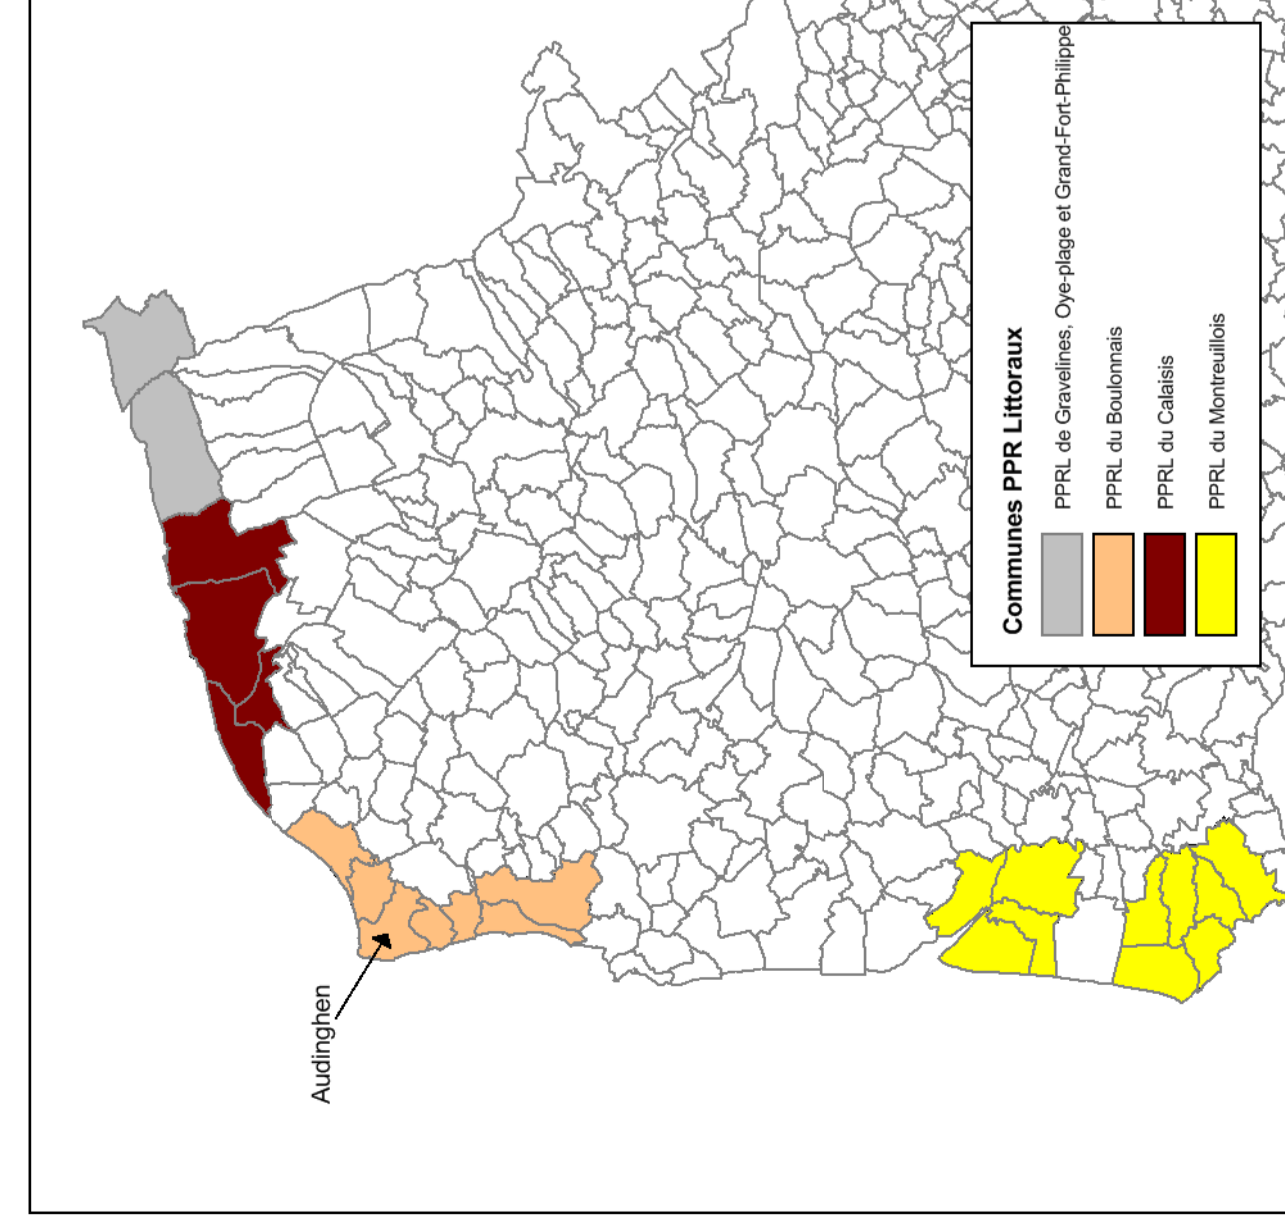 Audinghen
Communes PPR Littoraux
PPRL de Gravelines, Oye-plage et Grand-Fort-Philippe
PPRL du Boulonnais
PPRL du Calaisis
PPRL du Montreuillois